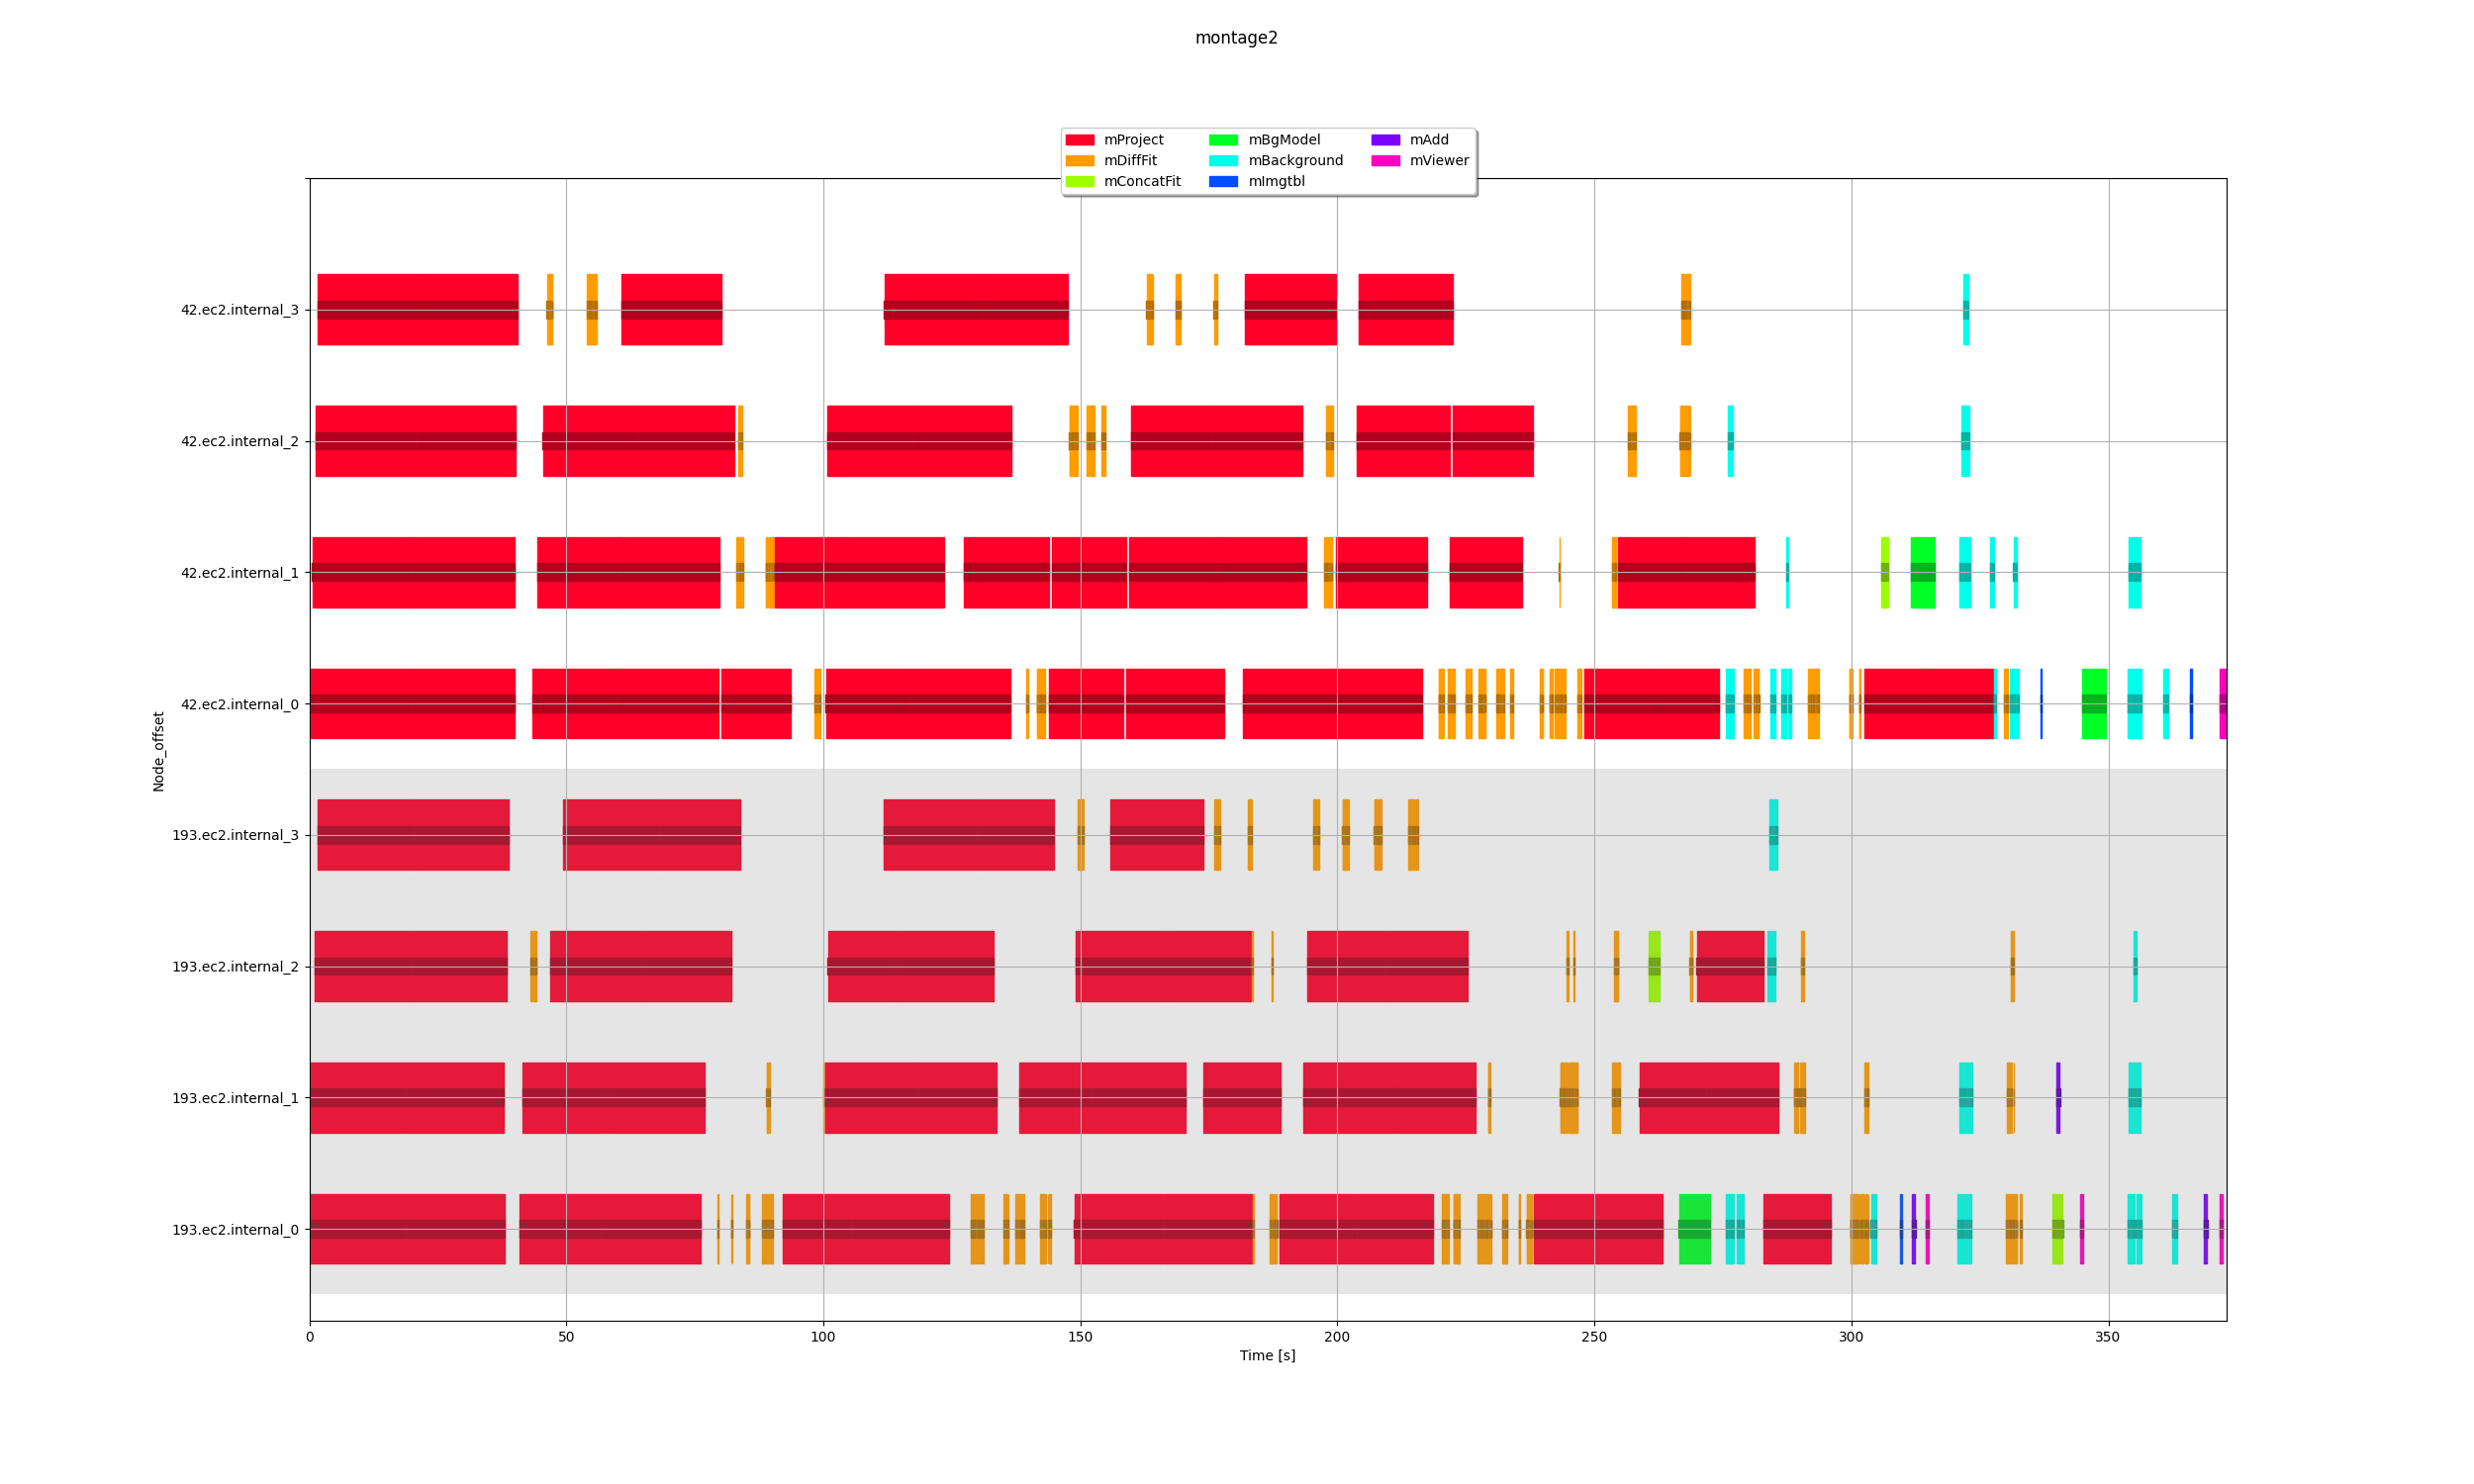 montage2
mProject mBgModel mAdd
mDiffFit mBackground mViewer
mConcatFit mImgtbl
42.ec2.internal_3
42.ec2.internal_2
42.ec2.internal_1
42.ec2.internal_0
Node_offset
193.ec2.internal_3
193.ec2.internal_2
193.ec2.internal_1
193.ec2.internal_0
0 50 100 150 200 250 300 350
Time [s]